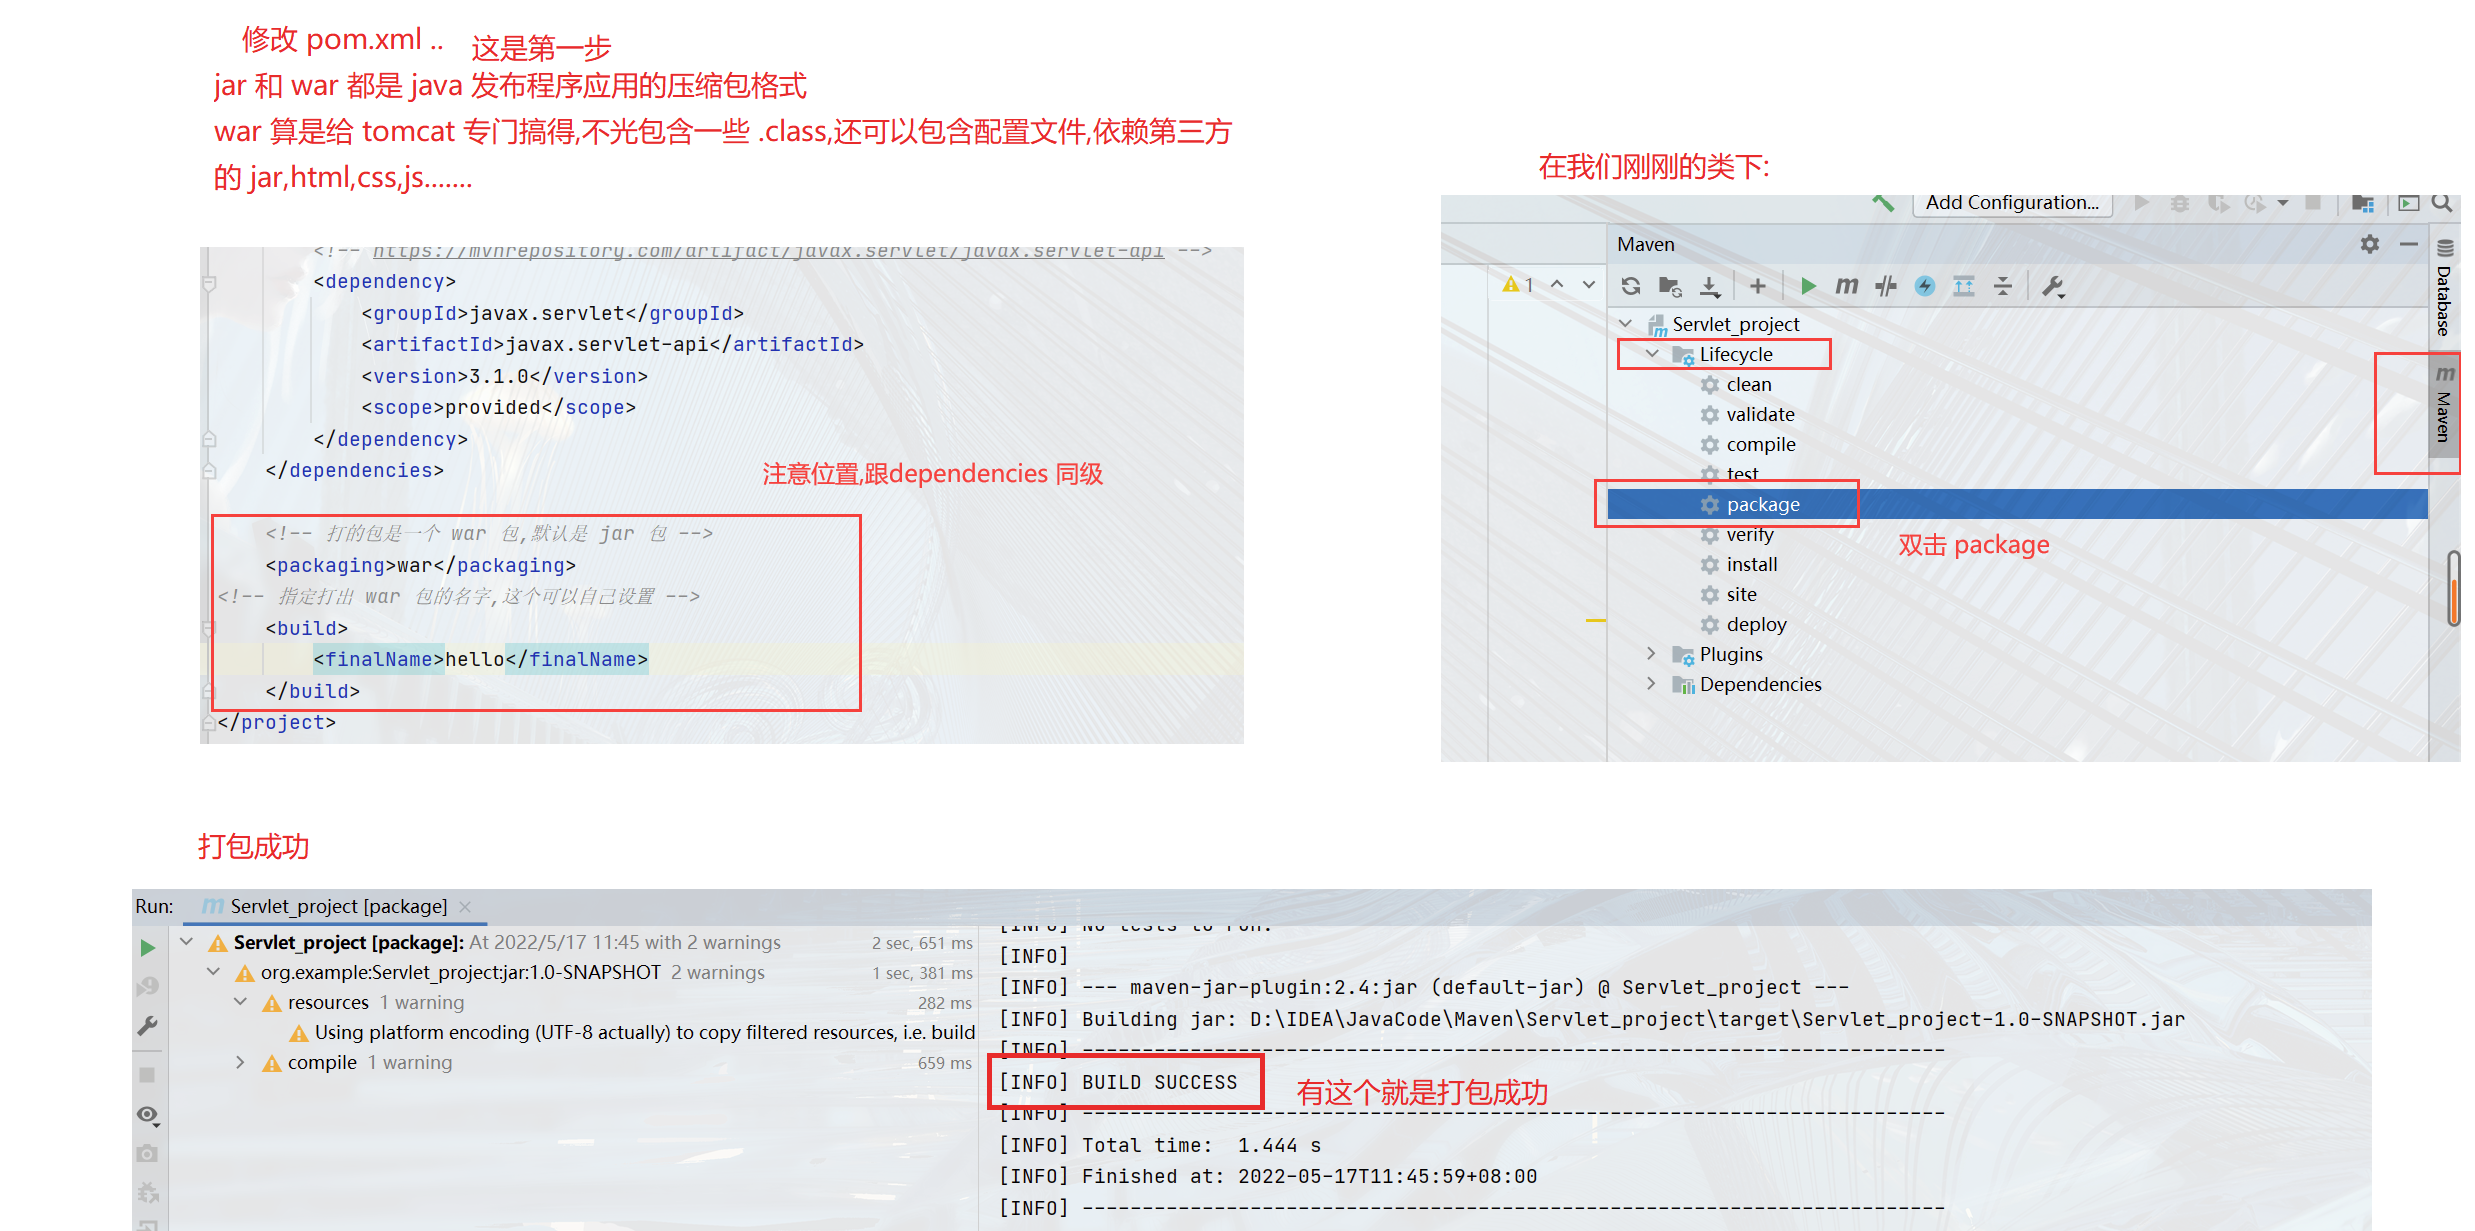 修改 pom.xml .. 这是第一步
jar 和 war 都是 java 发布程序应用的压缩包格式
war 算是给 tomcat 专门搞得,不光包含一些 .class,还可以包含配置文件,依赖第三方
的 jar,html,css,js.......
<!-- https://mvnrepository.com/artifact/javax.servlet/javax.servlet-api -->
<dependency>
<groupId>javax.servlet</groupId>
<artifactId>javax.servlet-api</artifactId>
<version>3.1.0</version>
<scope>provided</scope>
</dependency>
</dependencies>
注意位置,跟dependencies 同级
<!-- 打的包是一个 war 包,默认是 jar 包 -->
<packaging>war</packaging>
<!-- 指定打出 war 包的名字,这个可以自己设置 -->
<build>
<finalName>hello</finalName>
</build>
</project>
在我们刚刚的类下:
Add Configuration...
Maven
1
Servlet_project
Lifecycle
clean
validate
compile
test
package
verify
双击 package
install
site
deploy
Plugins
Dependencies
Database
m Maven
打包成功
Run: m Servlet_project [package] ×
Servlet_project [package]: At 2022/5/17 11:45 with 2 warnings 2 sec, 651 ms
org.example:Servlet_project:jar:1.0-SNAPSHOT 2 warnings 1 sec, 381 ms
resources 1 warning 282 ms
Using platform encoding (UTF-8 actually) to copy filtered resources, i.e. build
compile 1 warning 659 ms
[INFO] No tests to run.
[INFO]
[INFO] --- maven-jar-plugin:2.4:jar (default-jar) @ Servlet_project ---
[INFO] Building jar: D:\IDEA\JavaCode\Maven\Servlet_project\target\Servlet_project-1.0-SNAPSHOT.jar
[INFO] ------------------------------------------------------------------------
[INFO] BUILD SUCCESS
有这个就是打包成功
[INFO] ------------------------------------------------------------------------
[INFO] Total time: 1.444 s
[INFO] Finished at: 2022-05-17T11:45:59+08:00
[INFO] ------------------------------------------------------------------------